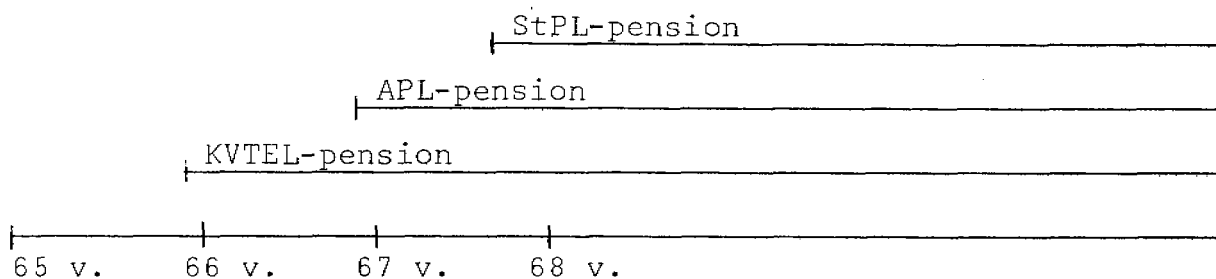 StPL-pension
APL-pension
KVTEL-pension
65 v. 66 v. 67 v. 68 v.